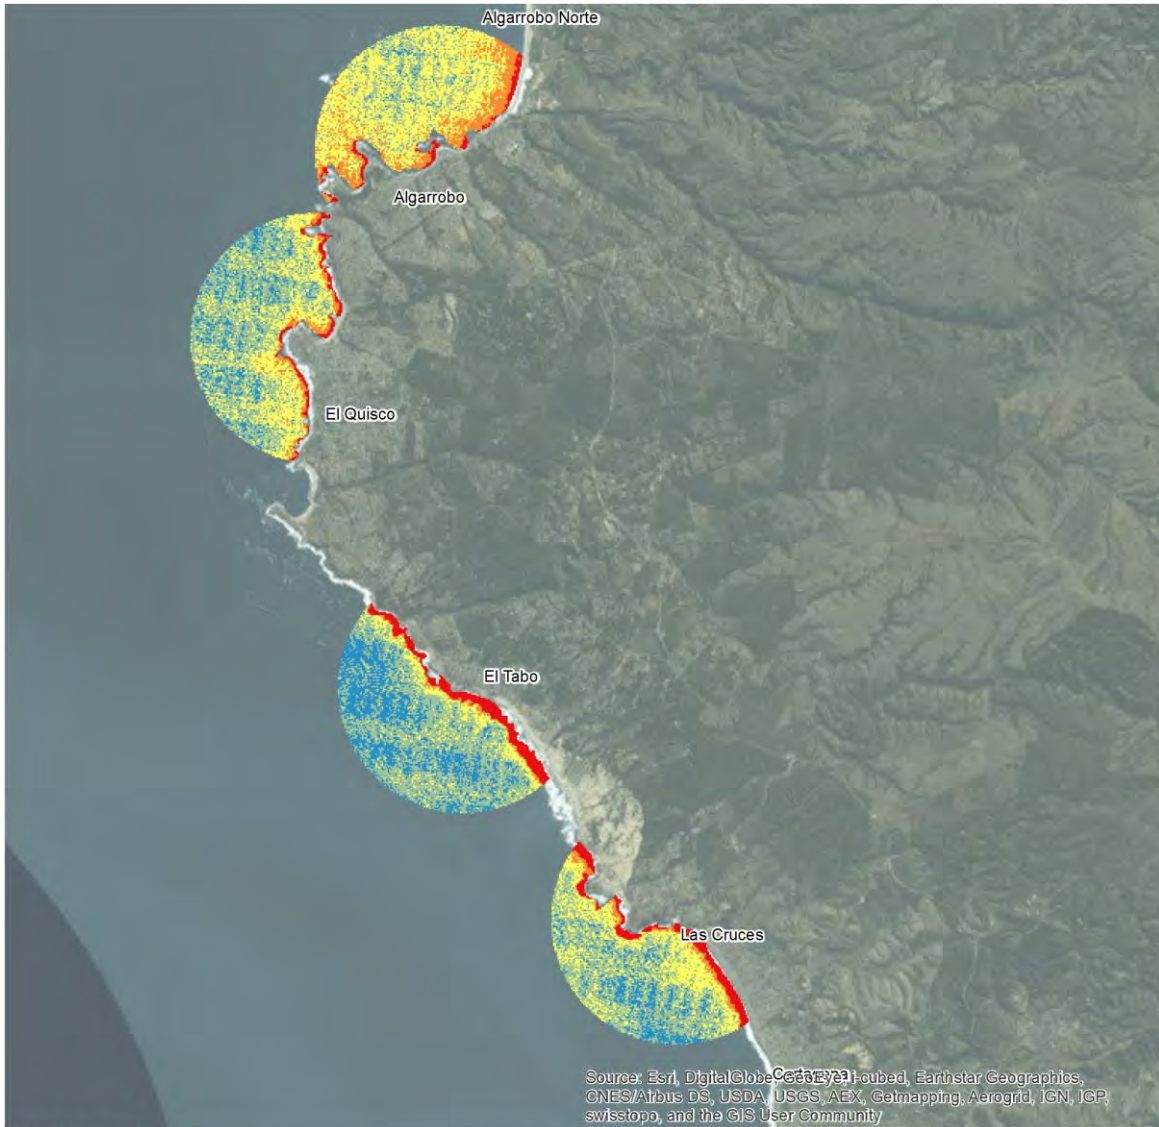 Algarrobo Norte
Algarrobo
El Quisco
El Tabo
Las Cruces
Source: Esri, DigitalGlobe, GeoEye, i-cubed, Earthstar Geographics,
CNES/Airbus DS, USDA, USGS, AEX, Getmapping, Aerogrid, IGN, IGP,
swisstopo, and the GIS User Community